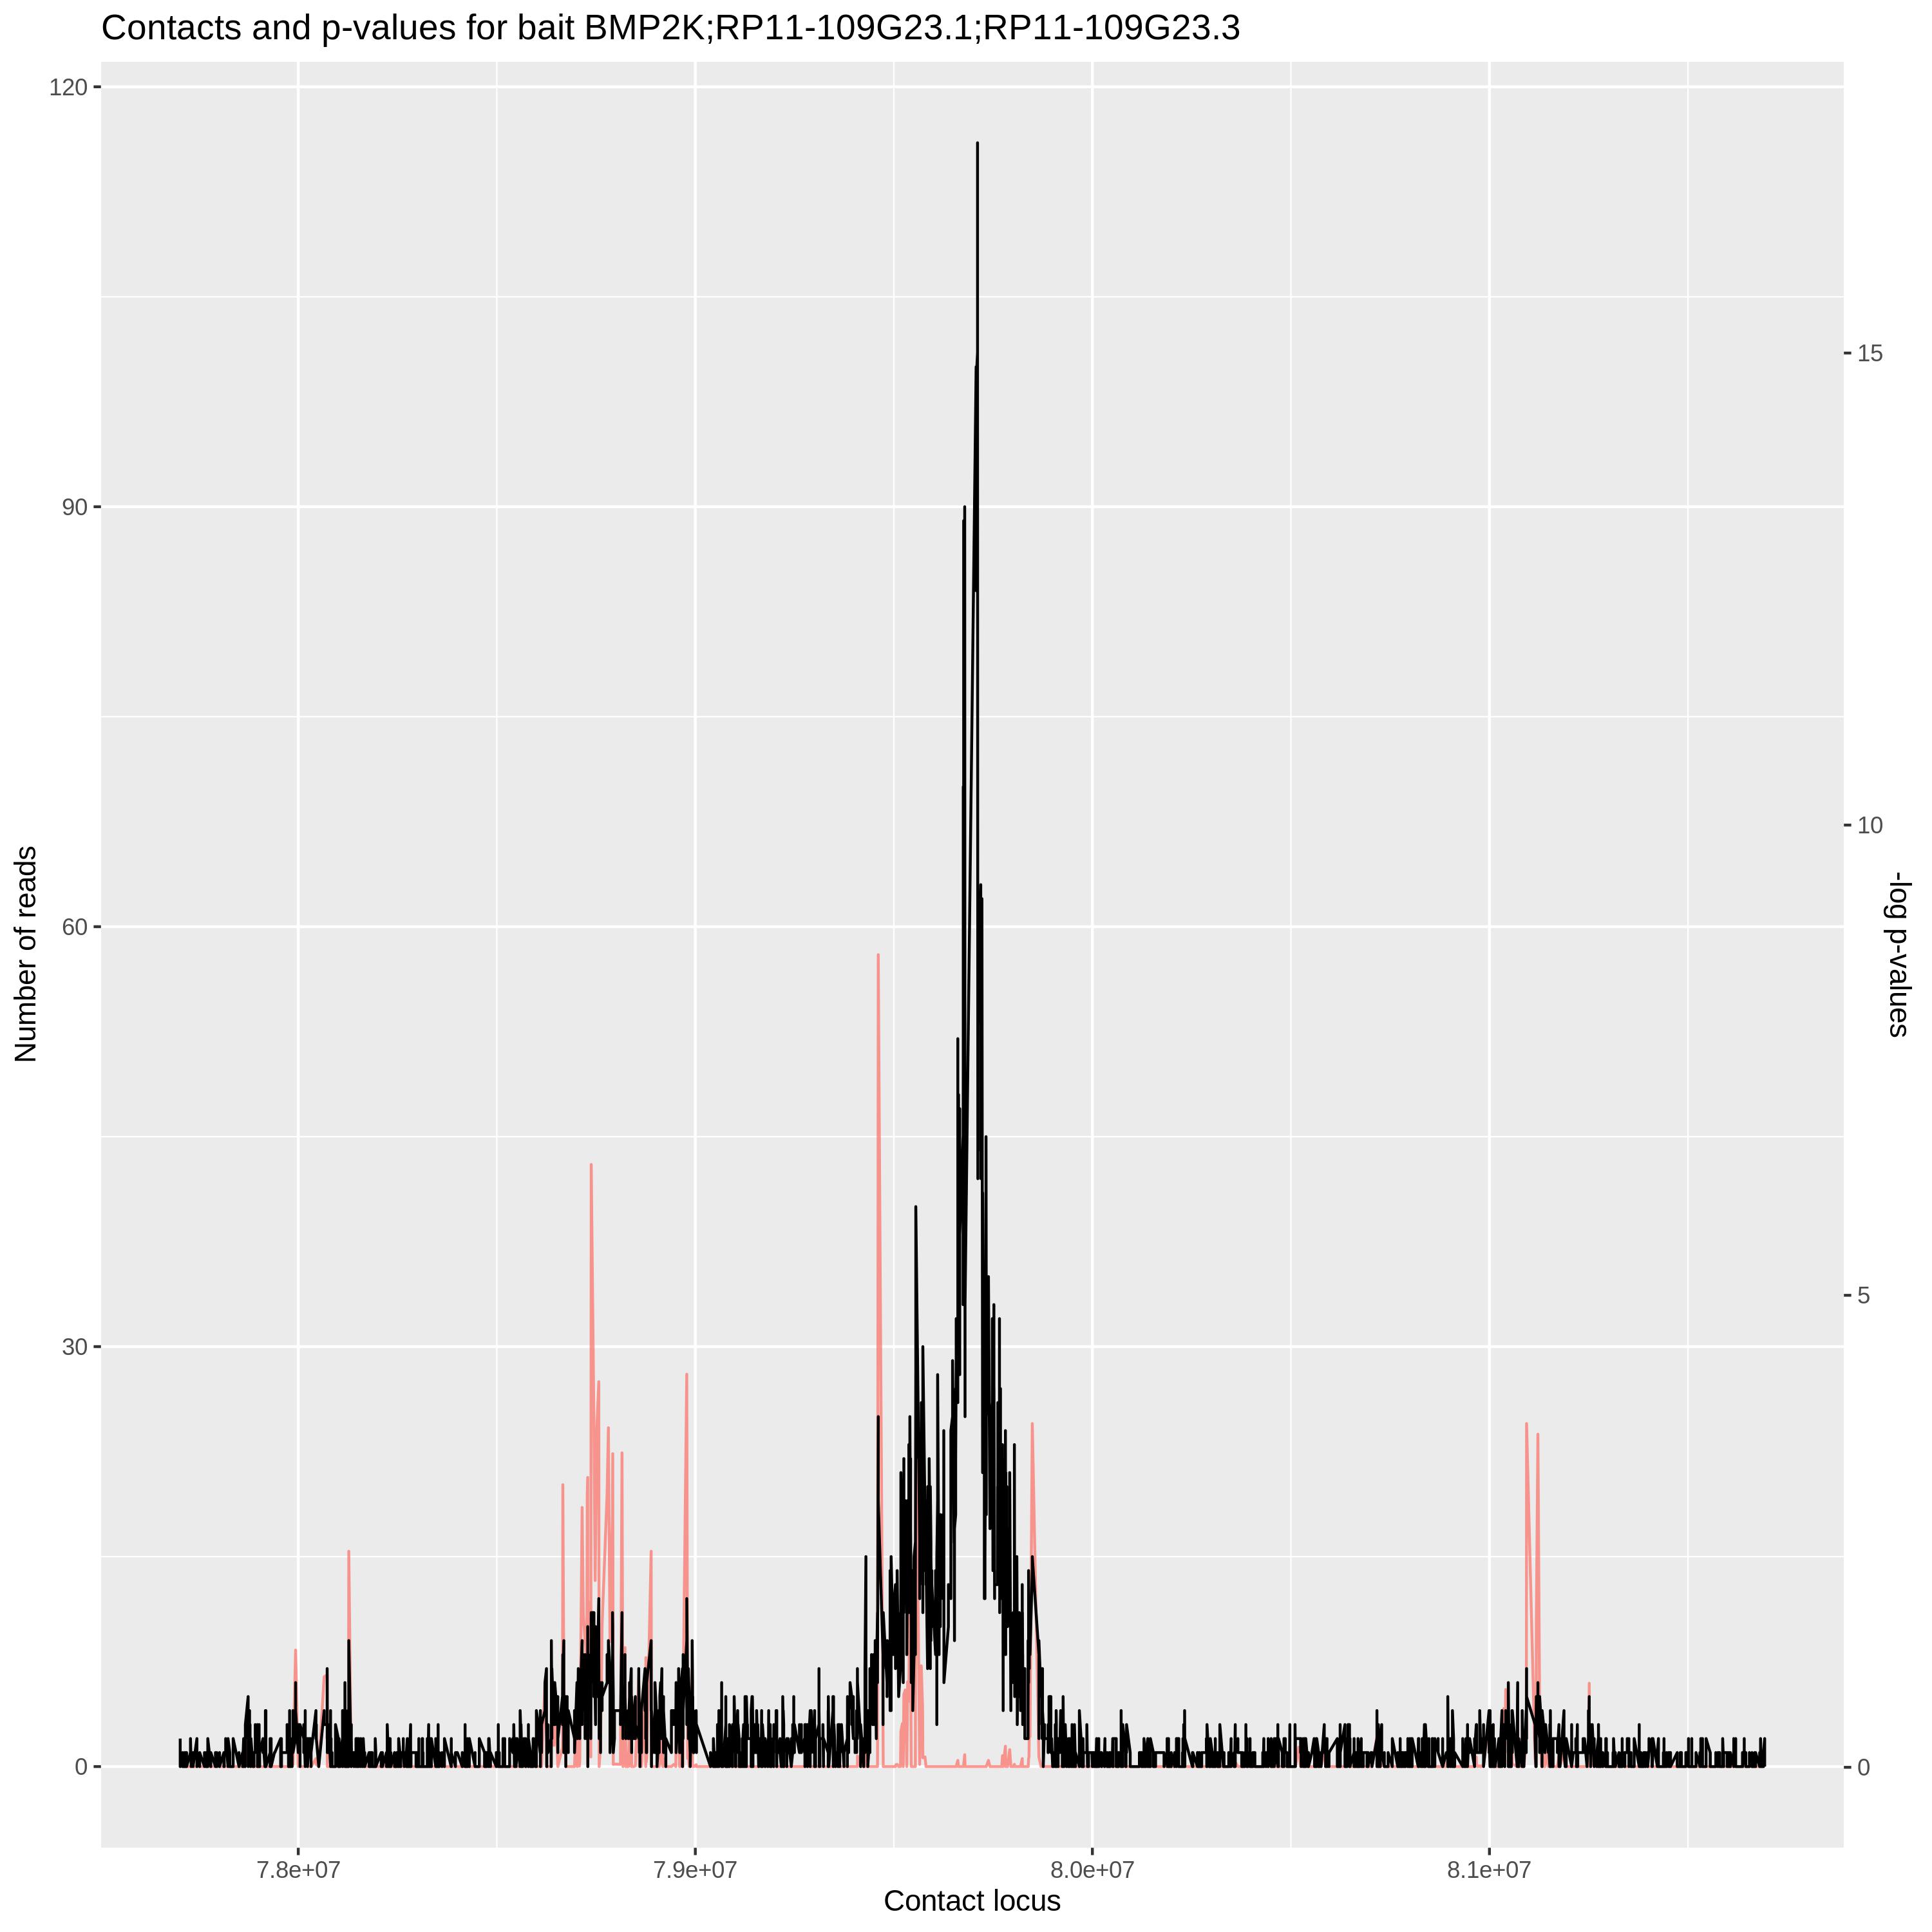 Contacts and p-values for bait BMP2K;RP11-109G23.1;RP11-109G23.3
120
90
60
30
0
Number of reads
15
10
5
0
-log p-values
7.8e+07
7.9e+07
8.0e+07
8.1e+07
Contact locus